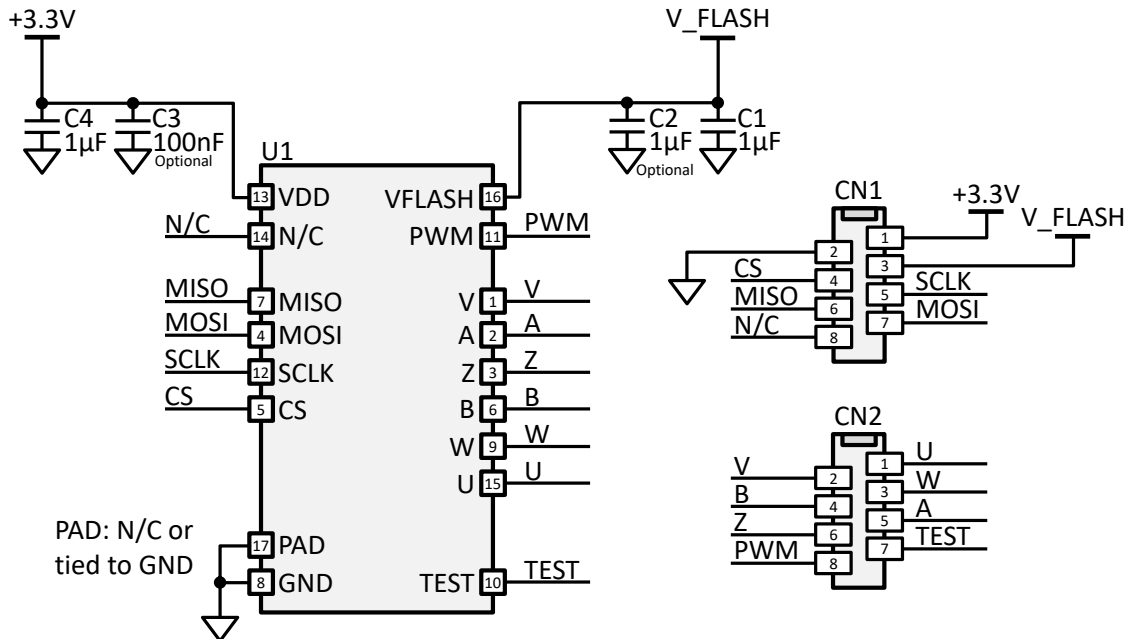 +3.3V
V_FLASH
C4
1µF
C3
100nF
Optional
C2
1µF
Optional
C1
1µF
U1
13 VDD
VFLASH 16
N/C 14 N/C
PWM 11 PWM
MISO 7 MISO
V 1 V
MOSI 4 MOSI
A 2 A
SCLK 12 SCLK
Z 3 Z
CS 5 CS
B 6 B
W 9 W
U 15 U
PAD: N/C or
tied to GND
17 PAD
8 GND
TEST 10 TEST
CN1
+3.3V
V_FLASH
1
2
3
CS 4
5 SCLK
MISO 6
7 MOSI
N/C 8
CN2
1 U
V 2
3 W
B 4
5 A
Z 6
7 TEST
PWM 8